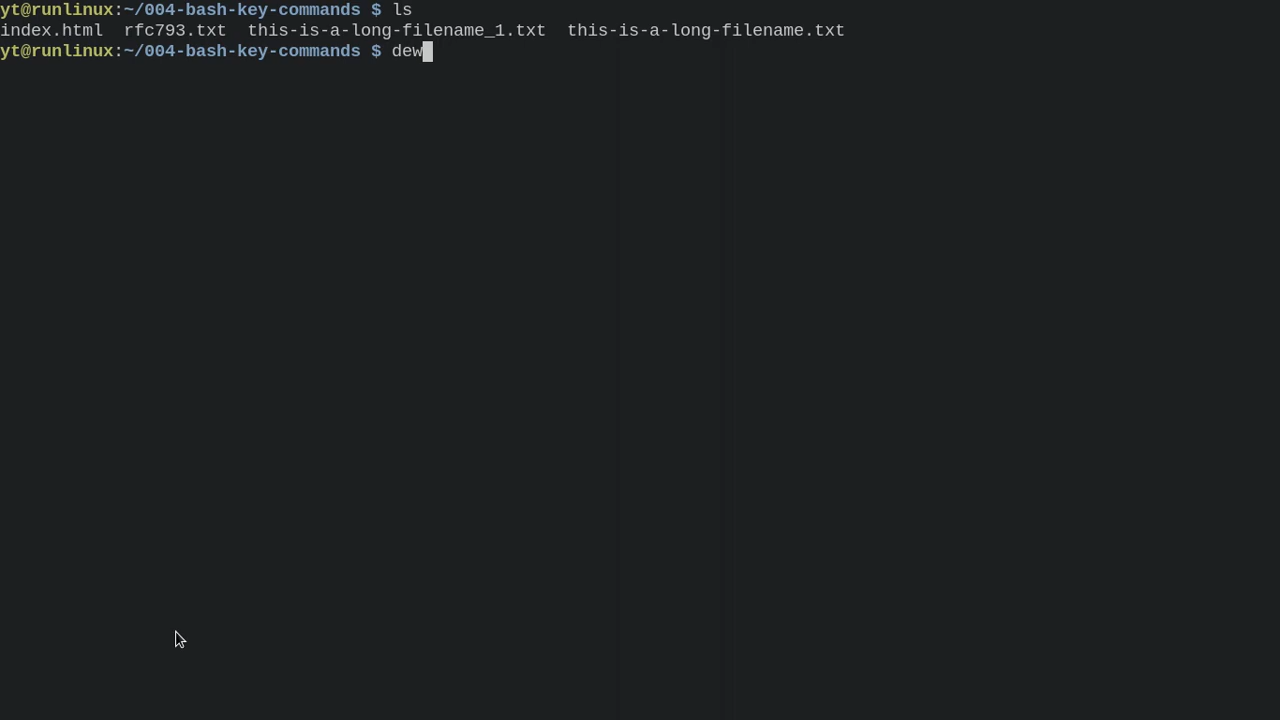 yt@runlinux:~/004-bash-key-commands $ ls
index.html  rfc793.txt  this-is-a-long-filename_1.txt  this-is-a-long-filename.txt
yt@runlinux:~/004-bash-key-commands $ dew